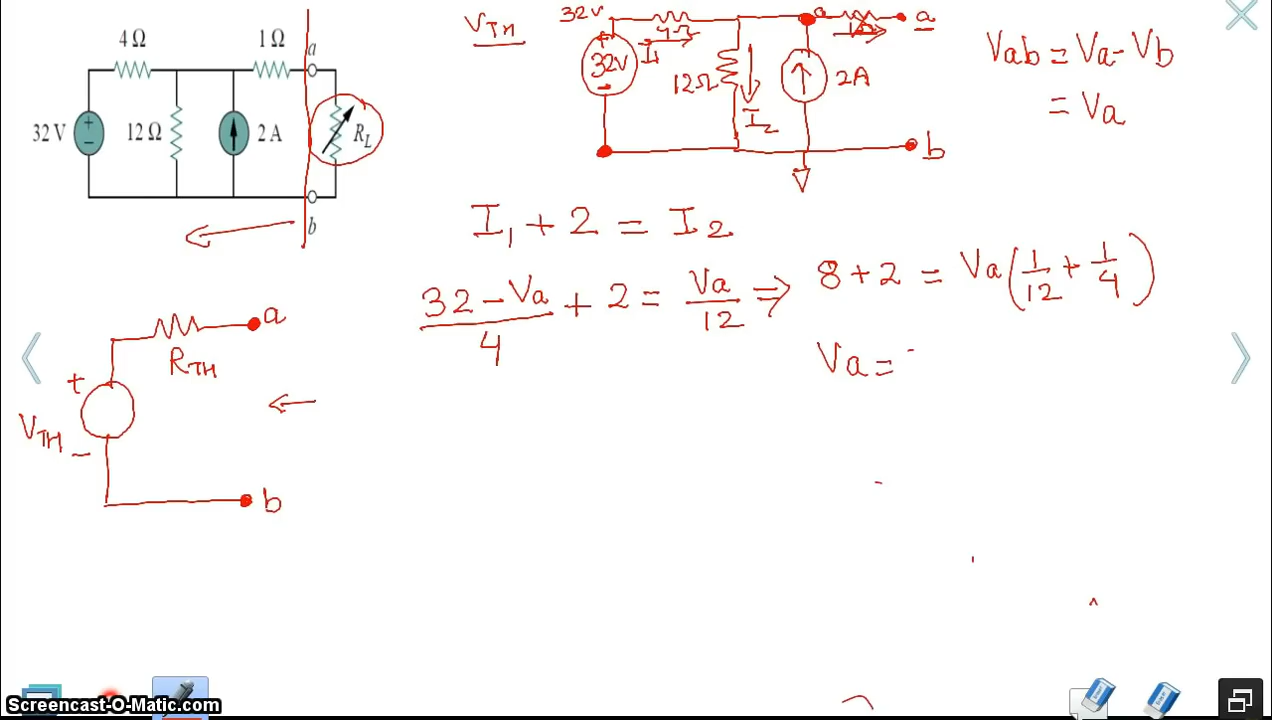 4 Ω
1 Ω
a
32 V
+
−
12 Ω
2 A
R_L
b
V_TH
32V
4Ω
a
a
1Ω
+
32V
-
I1
12Ω
I2
2A
b
Vab = Va - Vb
= Va
I1 + 2 = I2
32 - Va / 4 + 2 = Va / 12 ⇒ 8 + 2 = Va ( 1/12 + 1/4 )
Va =
R_TH
a
+
V_TH
-
b
Screencast-O-Matic.com